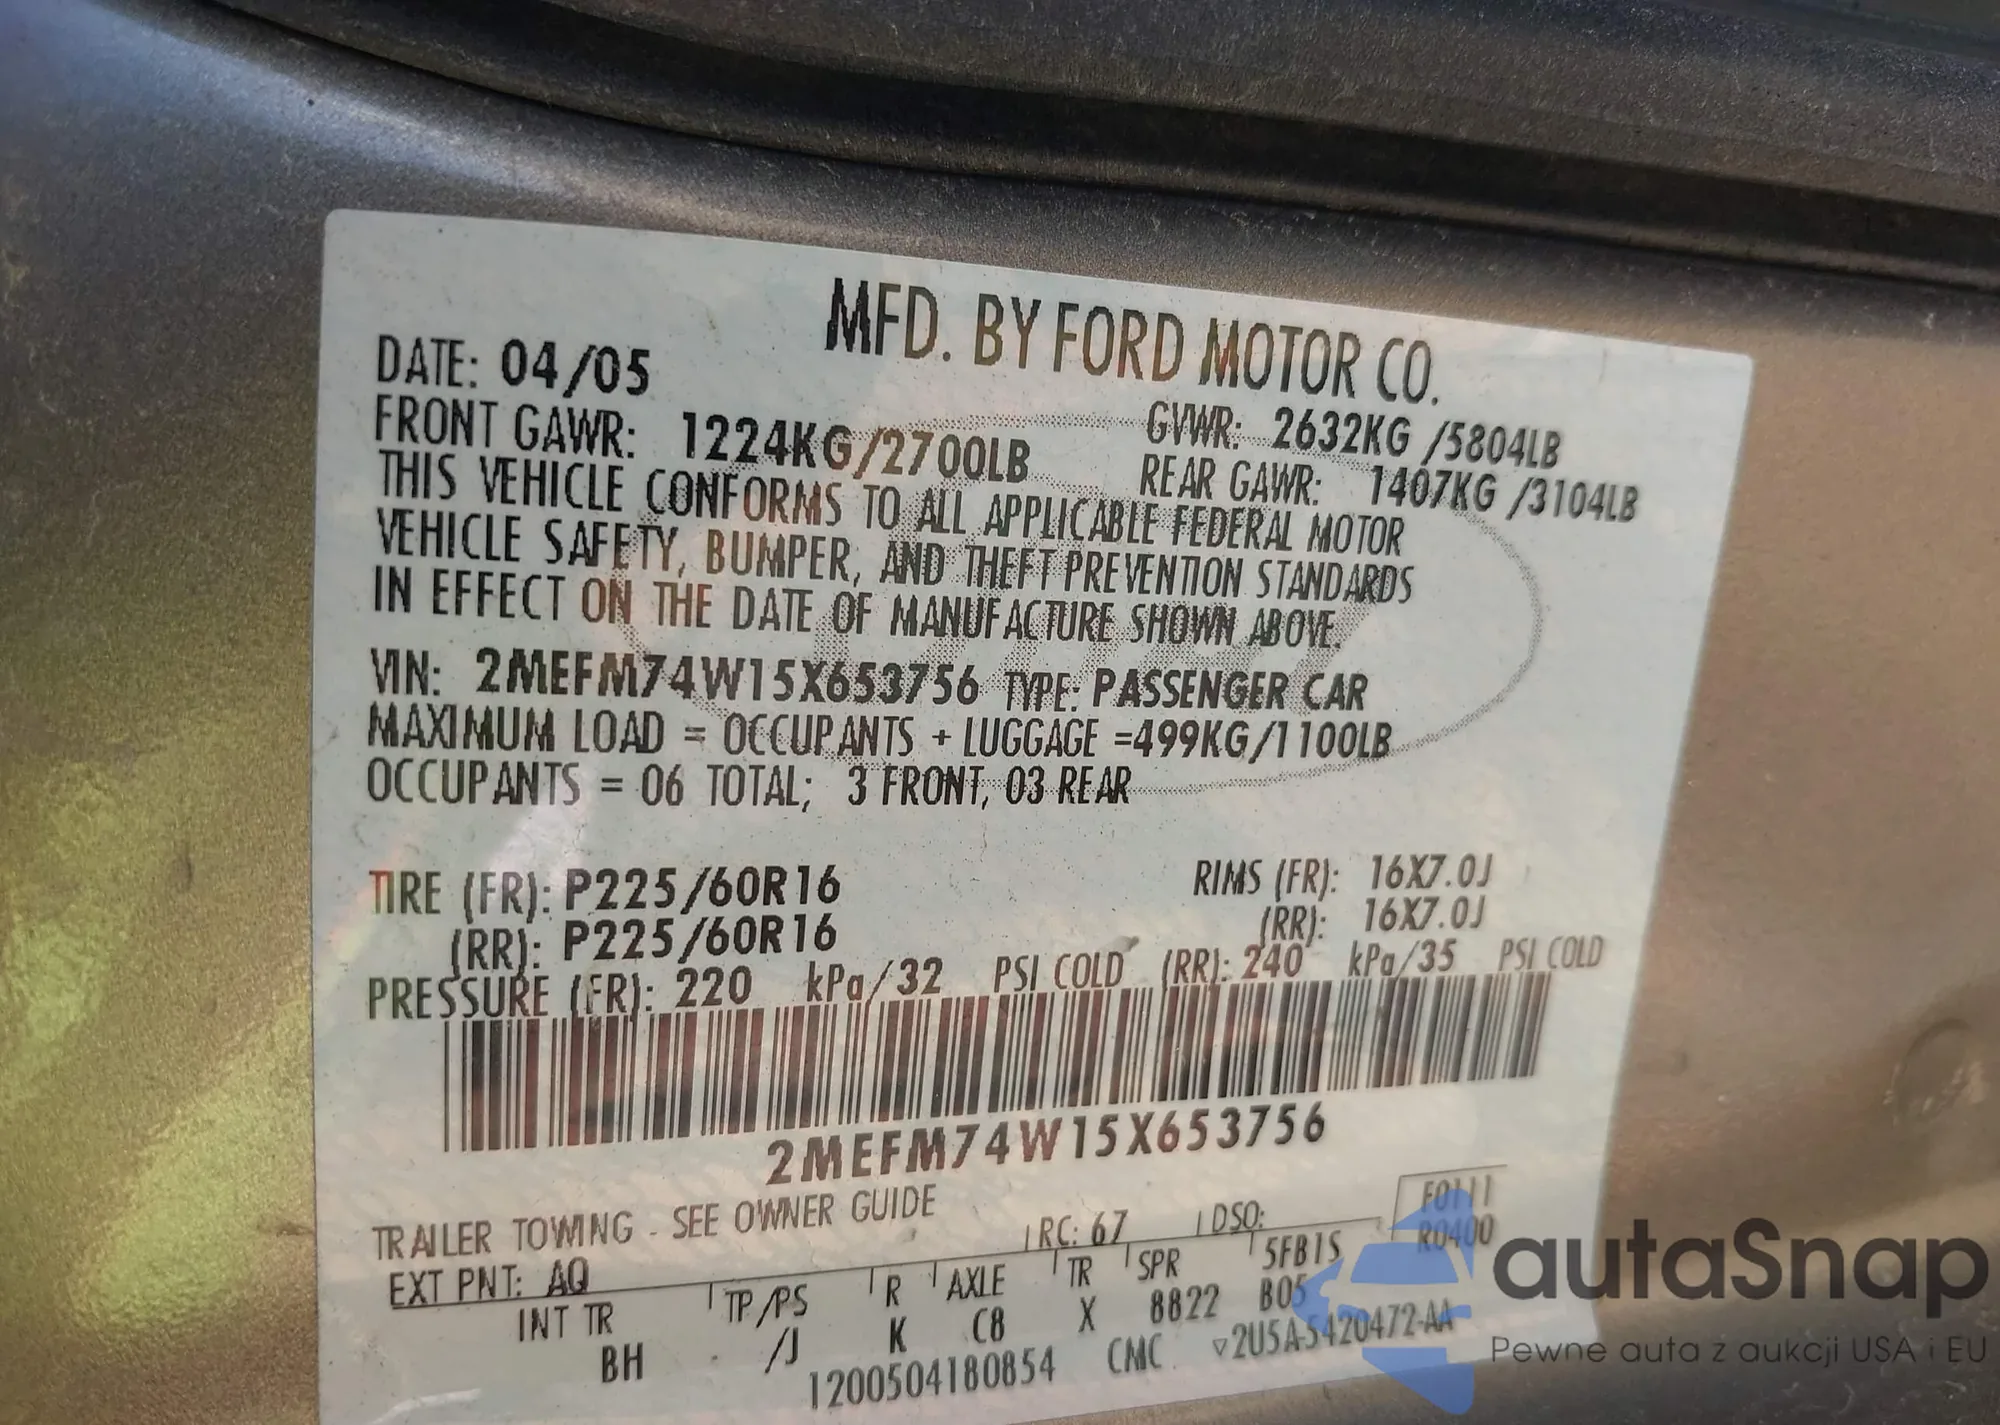 MFD. BY FORD MOTOR CO.
DATE: 04/05
GVWR: 2632KG /5804LB
FRONT GAWR: 1224KG/2700LB
REAR GAWR: 1407KG /3104LB
THIS VEHICLE CONFORMS TO ALL APPLICABLE FEDERAL MOTOR
VEHICLE SAFETY, BUMPER, AND THEFT PREVENTION STANDARDS
IN EFFECT ON THE DATE OF MANUFACTURE SHOWN ABOVE.
VIN: 2MEFM74W15X653756 TYPE: PASSENGER CAR
MAXIMUM LOAD = OCCUPANTS + LUGGAGE =499KG/1100LB
OCCUPANTS = 06 TOTAL; 3 FRONT, 03 REAR
TIRE (FR): P225/60R16 RIMS (FR): 16X7.0J
(RR): P225/60R16 (RR): 16X7.0J
PRESSURE (FR): 220 kPa/32 PSI COLD (RR): 240 kPa/35 PSI COLD
2MEFM74W15X653756
TRAILER TOWING - SEE OWNER GUIDE
F0111
EXT PNT: AQ RC: 67 DSO: R0400
INT TR TP/PS R AXLE TR SPR 5FB1S
BH /J K C8 X 8822 B05
1200504180854 CMC ▽2U5A-5420472-AA
autaSnap
Pewne auta z aukcji USA i EU